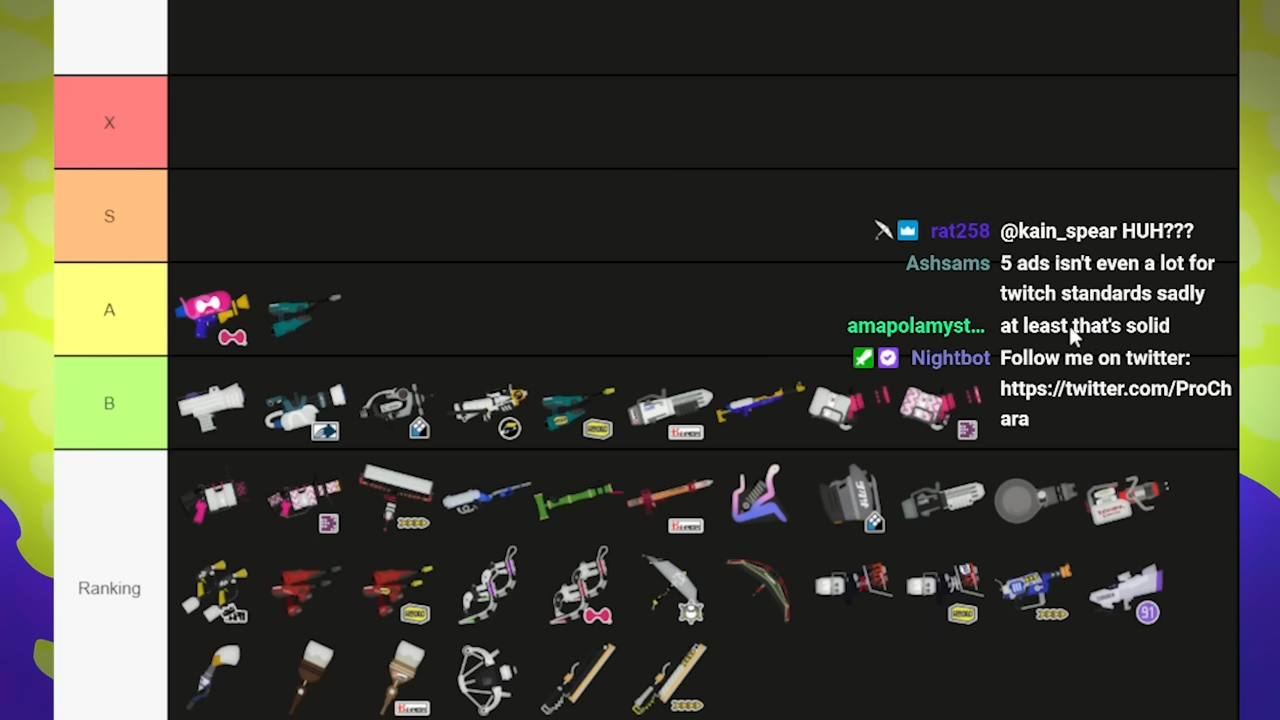 X
S
rat258 @kain_spear HUH???
Ashsams 5 ads isn't even a lot for
twitch standards sadly
A
amapolamyst... at least that's solid
Nightbot Follow me on twitter:
https://twitter.com/ProCh
ara
B
Ranking
91